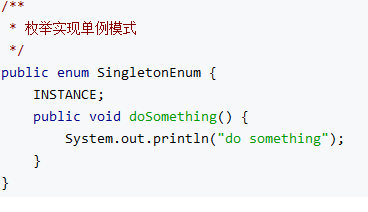 /**
 * 枚举实现单例模式
 */
public enum SingletonEnum {
    INSTANCE;
    public void doSomething() {
        System.out.println("do something");
    }
}